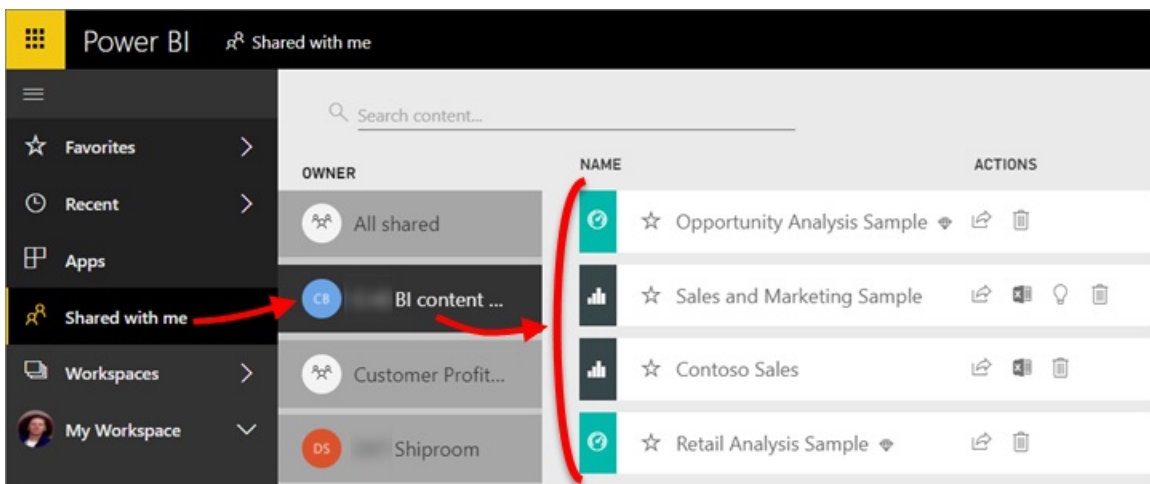 Power BI Shared with me
Search content...
Favorites
Recent
Apps
Shared with me
Workspaces
My Workspace
OWNER
All shared
CB BI content ...
Customer Profit...
DS Shiproom
NAME ACTIONS
Opportunity Analysis Sample
Sales and Marketing Sample
Contoso Sales
Retail Analysis Sample